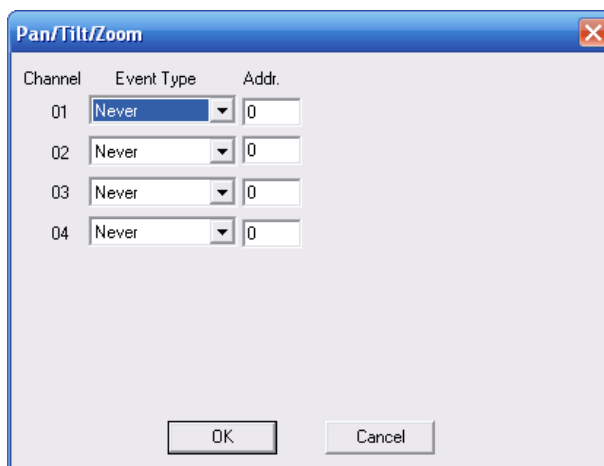 Pan/Tilt/Zoom
Channel Event Type Addr.
01 Never 0
02 Never 0
03 Never 0
04 Never 0
OK Cancel